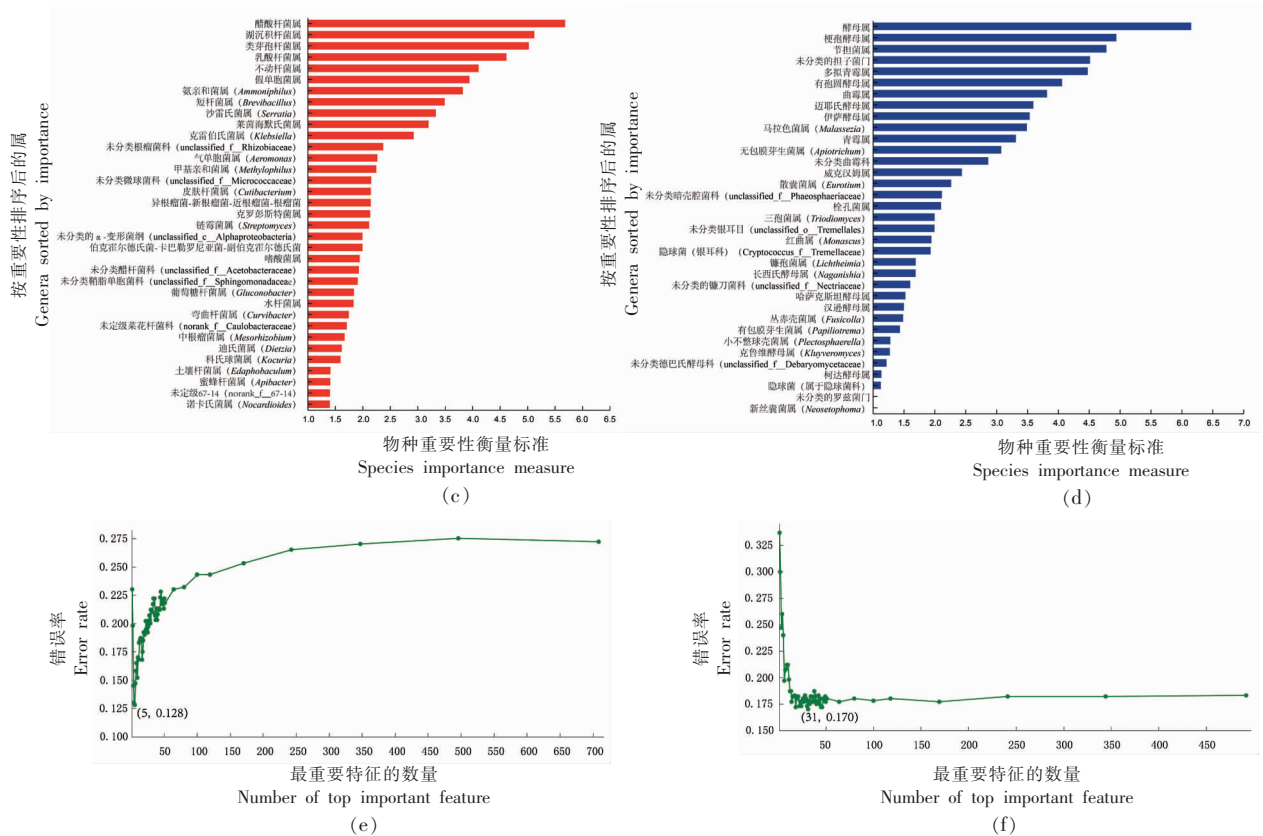 醋酸杆菌属
湖沉积杆菌属
类芽孢杆菌属
乳酸杆菌属
不动杆菌属
假单胞菌属
氨亲和菌属 (Ammoniphilus)
短杆菌属 (Brevibacillus)
沙雷氏菌属 (Serratia)
莱茵海默氏菌属
克雷伯氏菌属 (Klebsiella)
未分类根瘤菌科 (unclassified_f__Rhizobiaceae)
气单胞菌属 (Aeromonas)
甲基亲和菌属 (Methylophilus)
未分类微球菌科 (unclassified_f__Micrococcaceae)
皮肤杆菌属 (Cutibacterium)
异根瘤菌-新根瘤菌-近根瘤菌-根瘤菌
克罗彭斯特菌属
链霉菌属 (Streptomyces)
未分类的 α -变形菌纲 (unclassified_c__Alphaproteobacteria)
伯克霍尔德氏菌-卡巴勒罗尼亚菌-副伯克霍尔德氏菌
嗜酸菌属
未分类醋杆菌科 (unclassified_f__Acetobacteraceae)
未分类鞘脂单胞菌科 (unclassified_f__Sphingomonadaceae)
葡萄糖杆菌属 (Gluconobacter)
水杆菌属
弯曲杆菌属 (Curvibacter)
未定级菜花杆菌科 (norank_f__Caulobacteraceae)
中根瘤菌属 (Mesorhizobium)
迪氏菌属 (Dietzia)
科氏球菌属 (Kocuria)
土壤杆菌属 (Edaphobaculum)
蜜蜂杆菌属 (Apibacter)
未定级67-14 (norank_f__67-14)
诺卡氏菌属 (Nocardioides)
按重要性排序后的属
Genera sorted by importance
1.0 1.5 2.0 2.5 3.0 3.5 4.0 4.5 5.0 5.5 6.0 6.5
物种重要性衡量标准
Species importance measure
(c)
酵母属
梗孢酵母属
节担菌属
未分类的担子菌门
多拟青霉属
有孢圆酵母属
曲霉属
迈耶氏酵母属
伊萨酵母属
马拉色菌属 (Malassezia)
青霉属
无包膜芽生菌属 (Apiotrichum)
未分类曲霉科
威克汉姆属
散囊菌属 (Eurotium)
未分类暗壳腔菌科 (unclassified_f__Phaeosphaeriaceae)
栓孔菌属
三孢菌属 (Triodiomyces)
未分类银耳目 (unclassified_o__Tremellales)
红曲属 (Monascus)
隐球菌 (银耳科) (Cryptococcus_f__Tremellaceae)
镰孢菌属 (Lichtheimia)
长西氏酵母属 (Naganishia)
未分类的镰刀菌科 (unclassified_f__Nectriaceae)
哈萨克斯坦酵母属
汉逊酵母属
丛赤壳菌属 (Fusicolla)
有包膜芽生菌属 (Papiliotrema)
小不整球壳菌属 (Plectosphaerella)
克鲁维酵母属 (Kluyveromyces)
未分类德巴氏酵母科 (unclassified_f__Debaryomycetaceae)
柯达酵母属
隐球菌 (属于隐球菌科)
未分类的罗兹菌门
新丝囊菌属 (Neosetophoma)
按重要性排序后的属
Genera sorted by importance
1.0 1.5 2.0 2.5 3.0 3.5 4.0 4.5 5.0 5.5 6.0 6.5 7.0
物种重要性衡量标准
Species importance measure
(d)
0.275
0.250
0.225
0.200
0.175
0.150
0.125
0.100
错误率
Error rate
(5, 0.128)
50 100 150 200 250 300 350 400 450 500 550 600 650 700
最重要特征的数量
Number of top important feature
(e)
0.325
0.300
0.275
0.250
0.225
0.200
0.175
0.150
错误率
Error rate
(31, 0.170)
50 100 150 200 250 300 350 400 450
最重要特征的数量
Number of top important feature
(f)